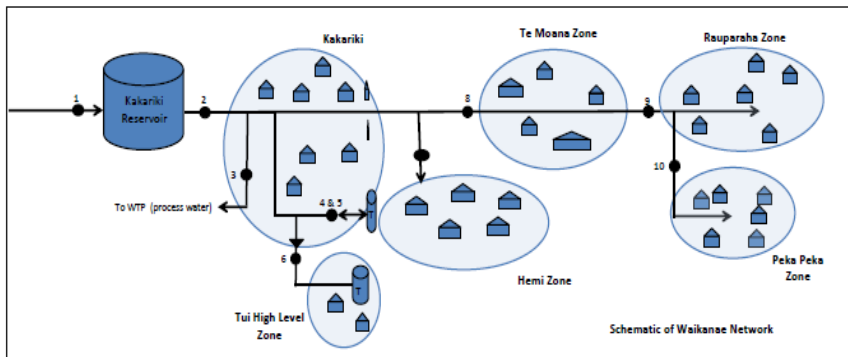 Te Moana Zone
Rauparaha Zone
Kakariki
1
Kakariki
Reservoir
2
8
9
3
10
To WTP (process water)
4 & 5
T
6
T
Hemi Zone
Peka Peka
Zone
Tui High Level
Zone
Schematic of Waikanae Network